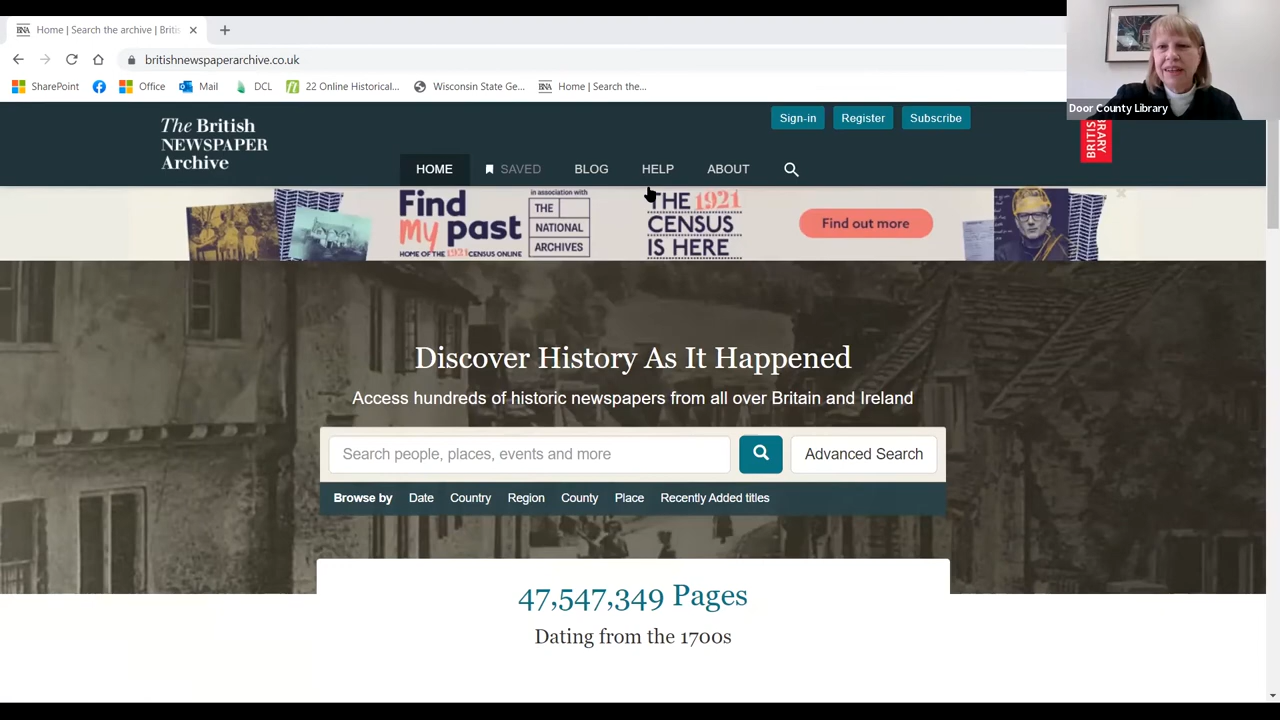 Home | Search the archive | Briti
britishnewspaperarchive.co.uk
SharePoint
Office
Mail
DCL
22 Online Historical...
Wisconsin State Ge...
Home | Search the...
Door County Library
The British
NEWSPAPER
Archive
Sign-in
Register
Subscribe
HOME
SAVED
BLOG
HELP
ABOUT
Find
My past
HOME OF THE 1921 CENSUS ONLINE
in association with
THE
NATIONAL
ARCHIVES
THE 1921
CENSUS
IS HERE
Find out more
Discover History As It Happened
Access hundreds of historic newspapers from all over Britain and Ireland
Search people, places, events and more
Advanced Search
Browse by Date Country Region County Place Recently Added titles
47,547,349 Pages
Dating from the 1700s